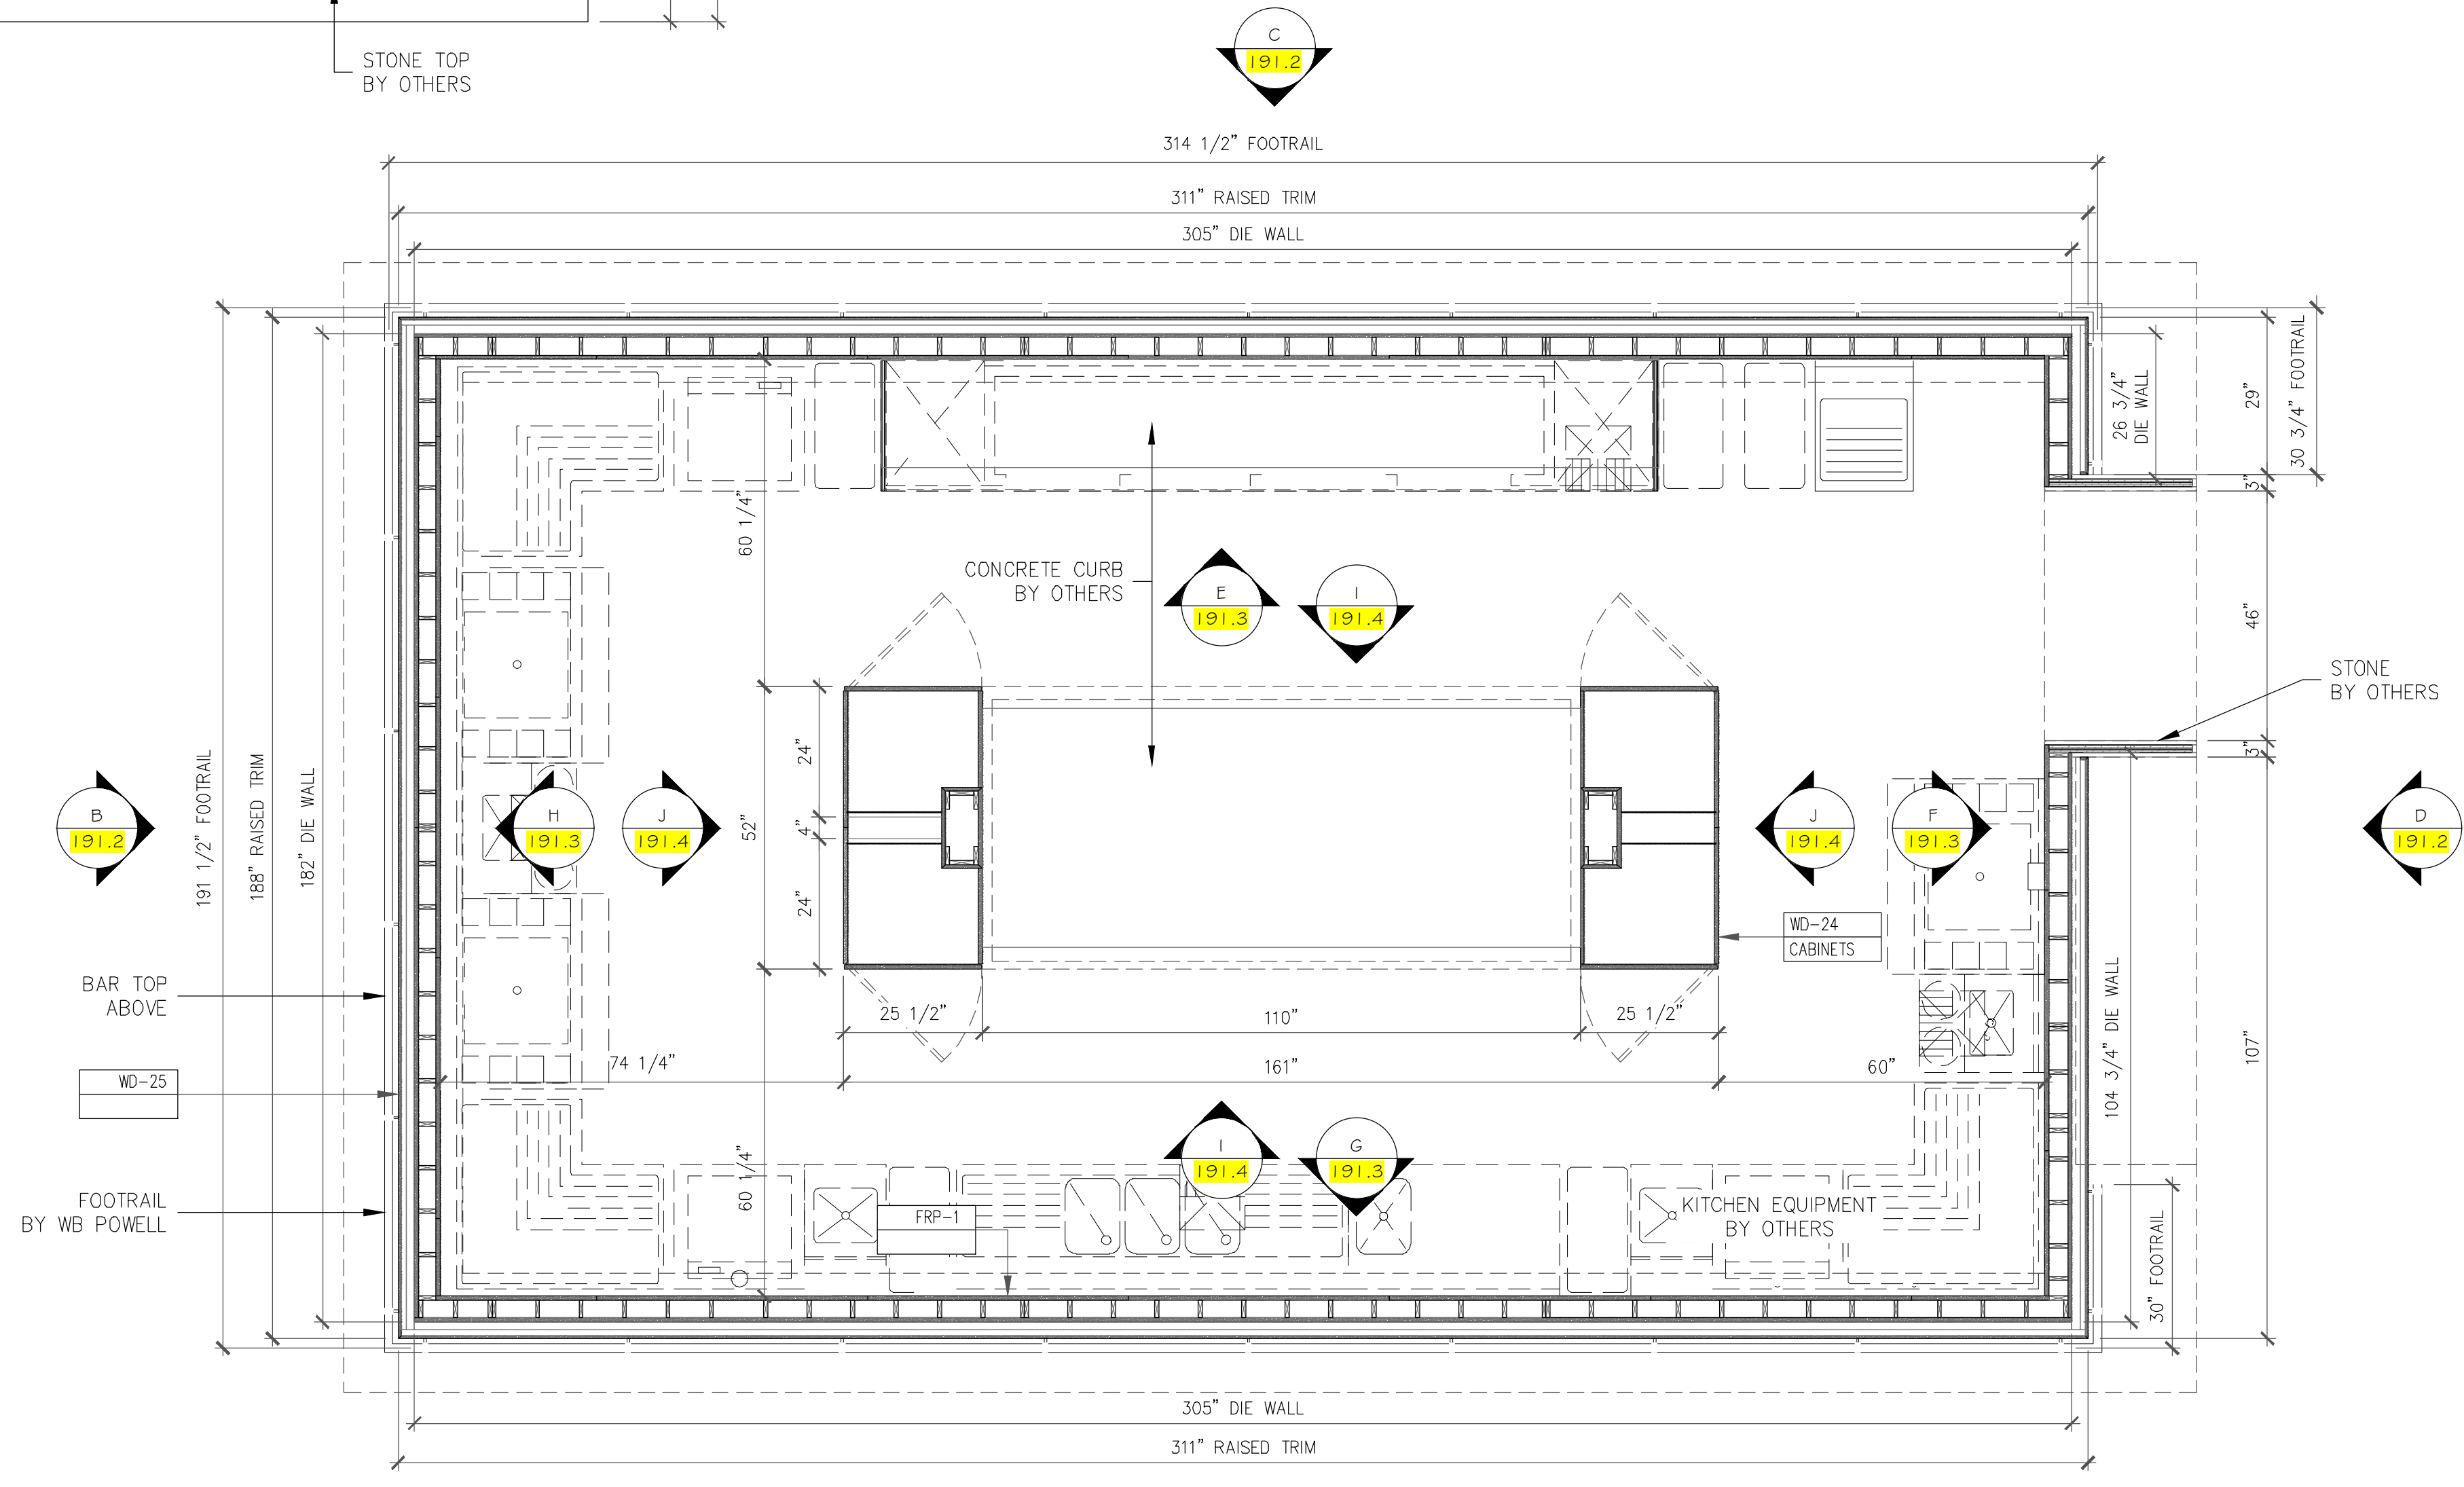 STONE TOP
BY OTHERS
C
191.2
314 1/2” FOOTRAIL
311” RAISED TRIM
305” DIE WALL
30 3/4” FOOTRAIL
29”
26 3/4”
DIE WALL
3”
60 1/4”
CONCRETE CURB
BY OTHERS
E
191.3
I
191.4
46”
STONE
BY OTHERS
3”
24”
4”
24”
52”
191 1/2” FOOTRAIL
188” RAISED TRIM
182” DIE WALL
B
191.2
H
191.3
J
191.4
J
191.4
F
191.3
D
191.2
WD-24
CABINETS
BAR TOP
ABOVE
25 1/2”
110”
25 1/2”
74 1/4”
161”
60”
104 3/4” DIE WALL
107”
WD-25
I
191.4
G
191.3
60 1/4”
FOOTRAIL
BY WB POWELL
FRP-1
KITCHEN EQUIPMENT
BY OTHERS
30” FOOTRAIL
305” DIE WALL
311” RAISED TRIM